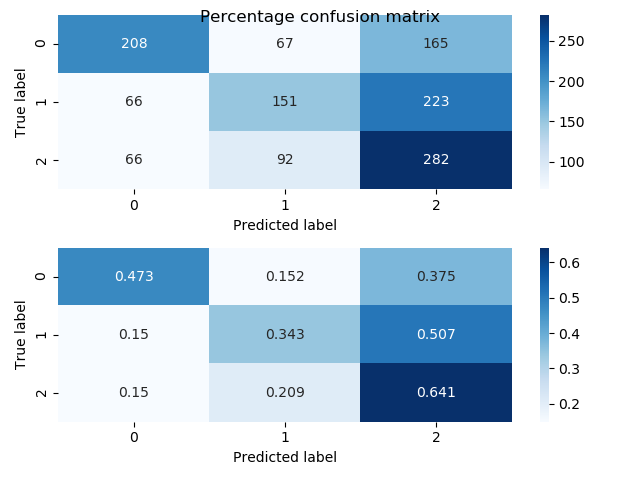 Percentage confusion matrix
True label
0 208 67 165
1 66 151 223
2 66 92 282
0 1 2
Predicted label
250
200
150
100
True label
0 0.473 0.152 0.375
1 0.15 0.343 0.507
2 0.15 0.209 0.641
0 1 2
Predicted label
0.6
0.5
0.4
0.3
0.2